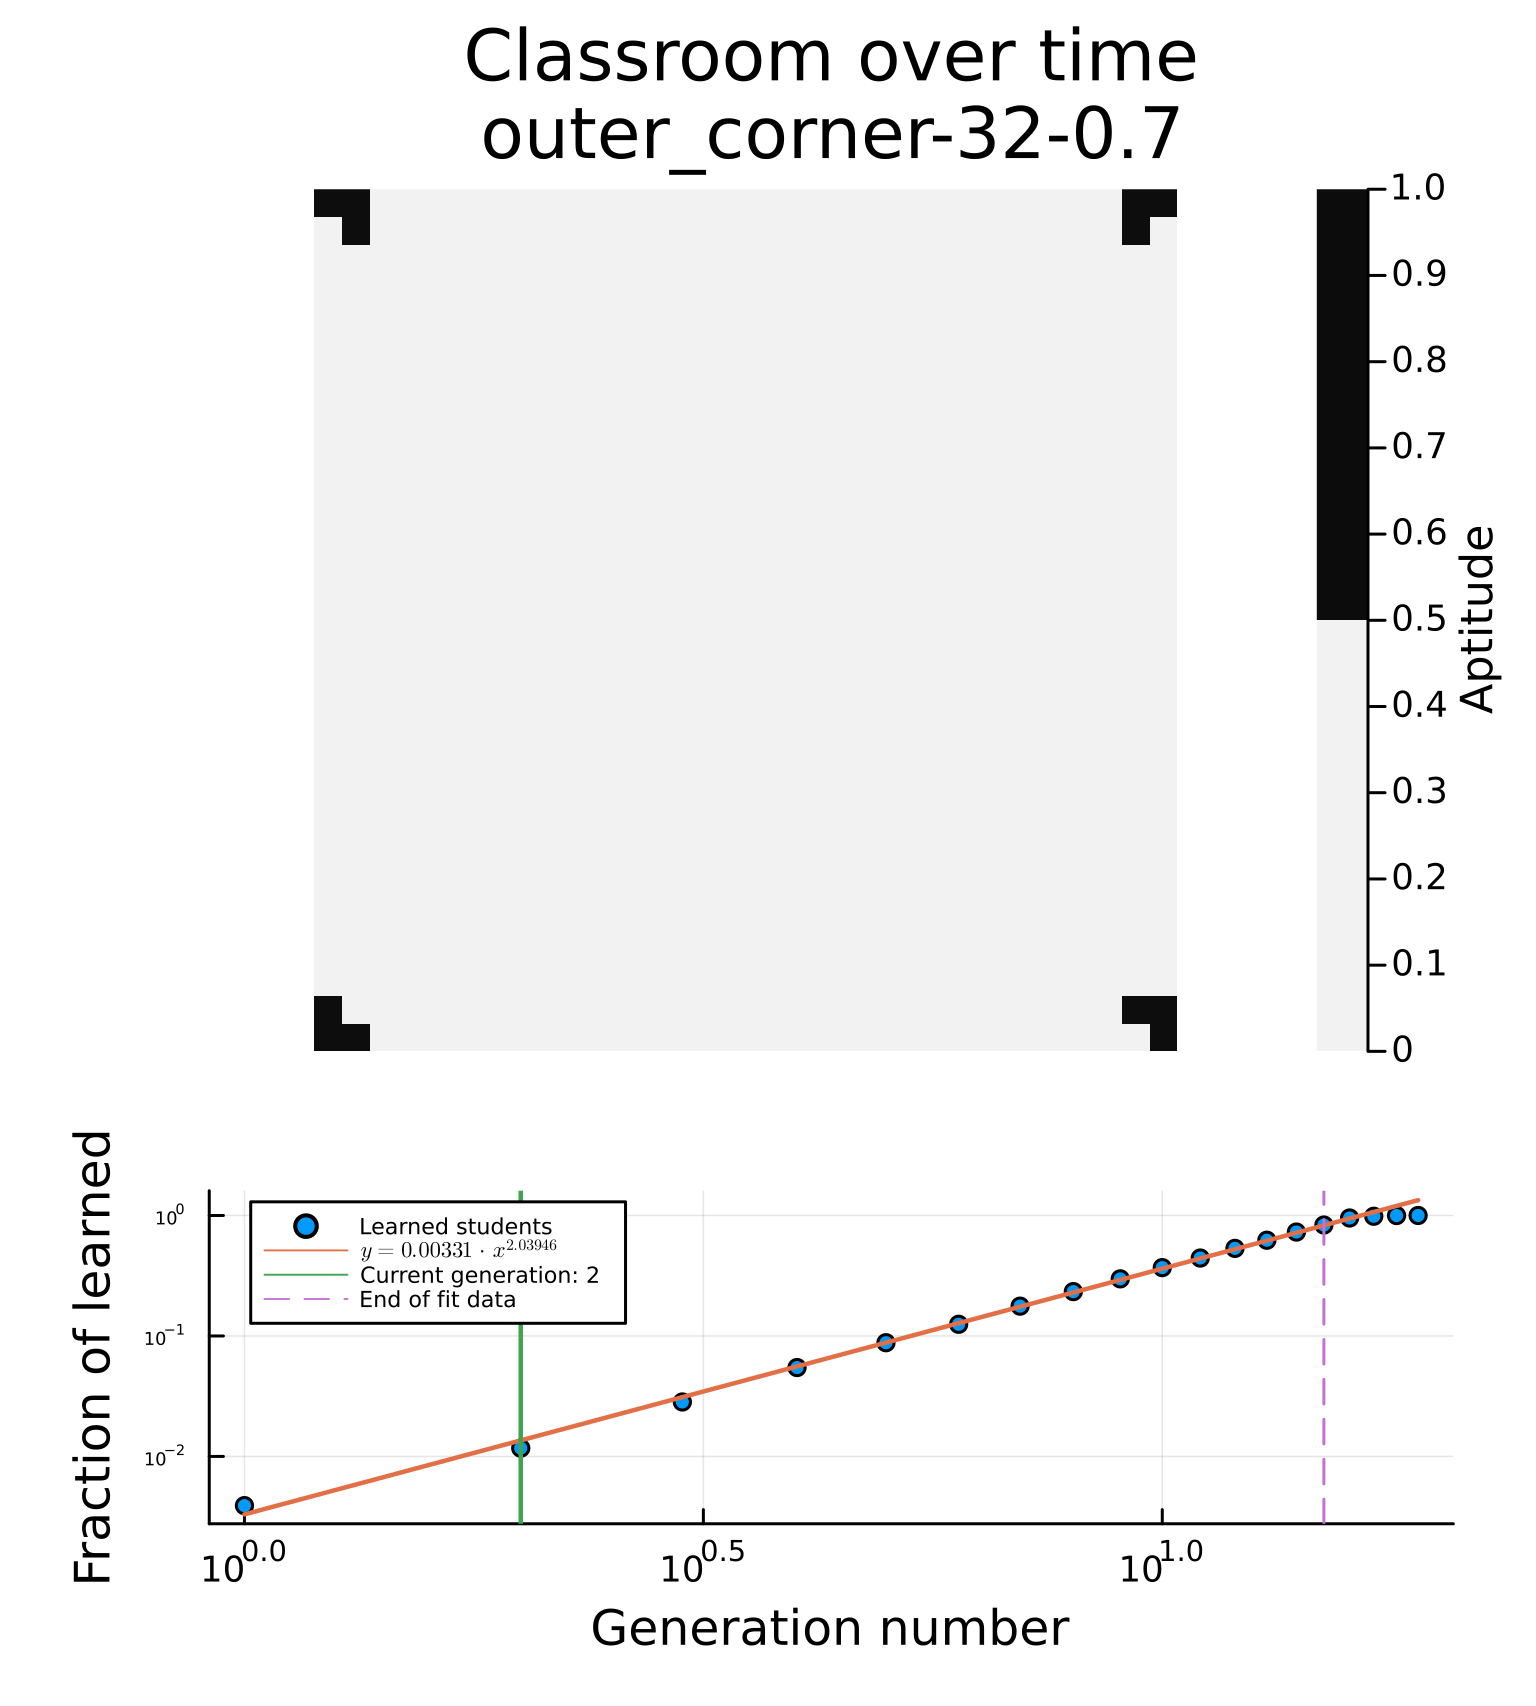 Classroom over time
outer_corner-32-0.7
1.0
0.9
0.8
0.7
0.6
0.5
0.4
0.3
0.2
0.1
0
Aptitude
Fraction of learned
10^0
10^-1
10^-2
Learned students
y = 0.00331 · x^2.03946
Current generation: 2
End of fit data
10^0.0
10^0.5
10^1.0
Generation number